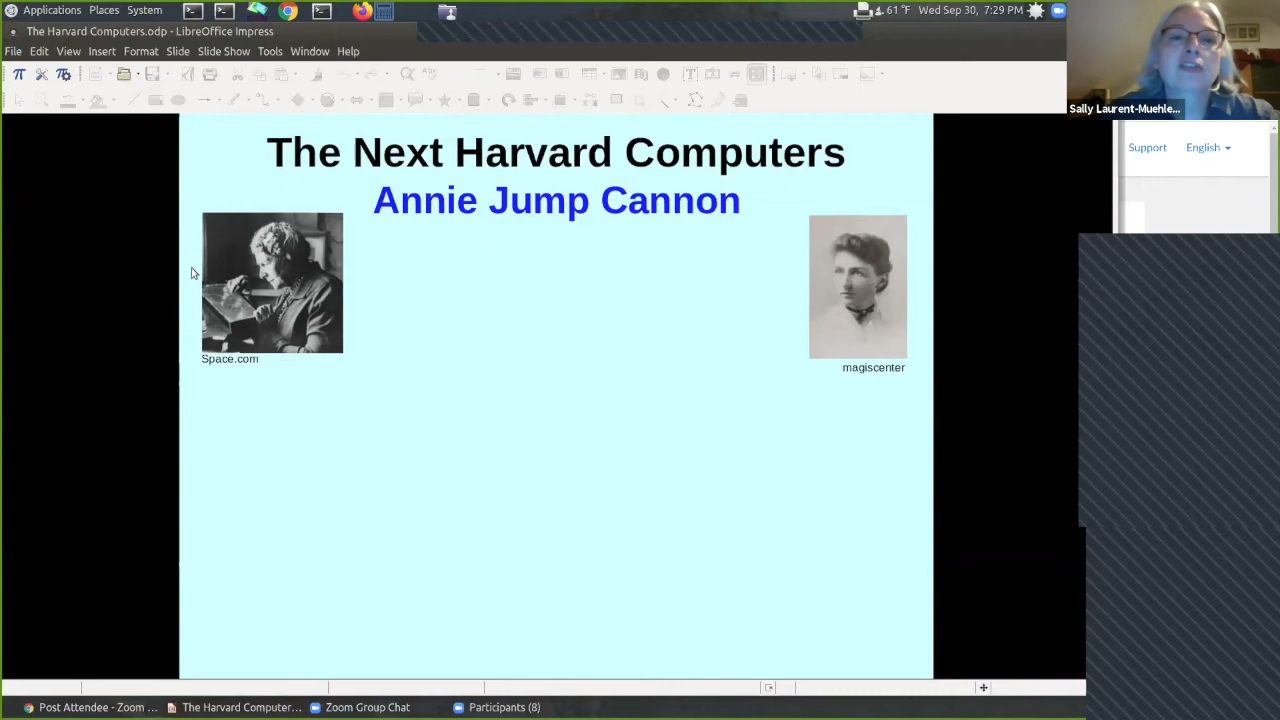 Applications Places System
61 °F Wed Sep 30, 7:29 PM
The Harvard Computers.odp - LibreOffice Impress
File Edit View Insert Format Slide Slide Show Tools Window Help
Sally Laurent-Muehle...
Support English
The Next Harvard Computers
Annie Jump Cannon
Space.com
magiscenter
Post Attendee - Zoom ... The Harvard Computer... Zoom Group Chat Participants (8)